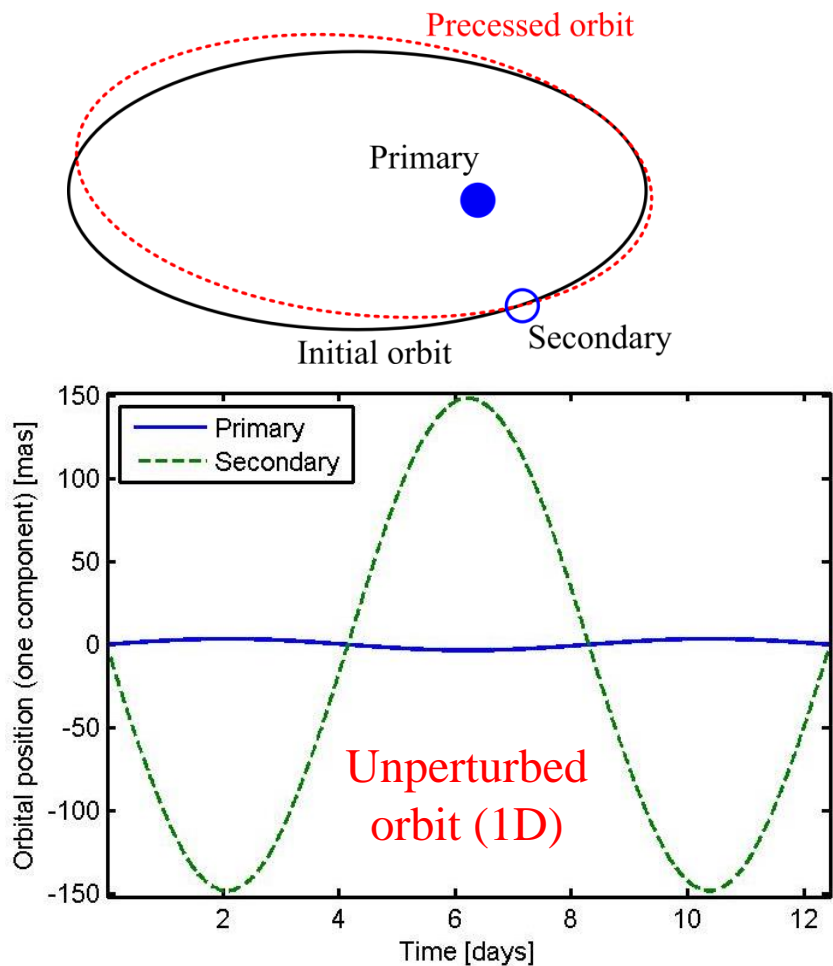 Precessed orbit
Primary
Secondary
Initial orbit
Orbital position (one component) [mas]
150
100
50
0
-50
-100
-150
Primary
Secondary
Unperturbed
orbit (1D)
2
4
6
8
10
12
Time [days]